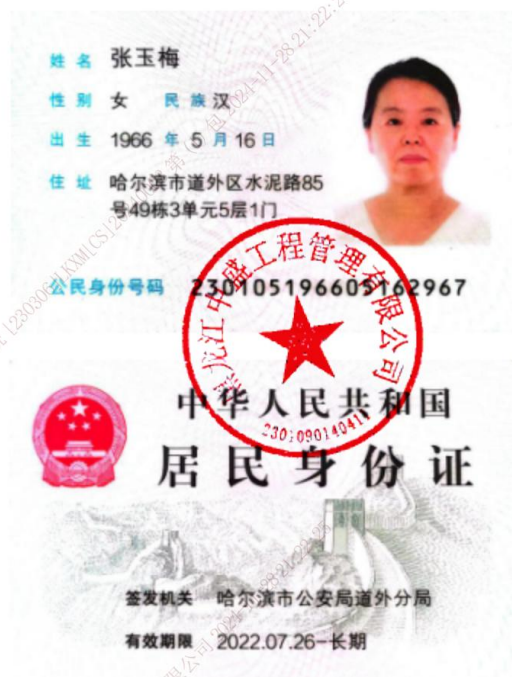 姓名 张玉梅
性别 女 民族 汉
出生 1966 年 5 月 16 日
住址 哈尔滨市道外区水泥路85
号49栋3单元5层1门
公民身份号码 230105196605162967
黑龙江中盛工程管理有限公司
中华人民共和国
居民身份证
签发机关 哈尔滨市公安局道外分局
有效期限 2022.07.26-长期